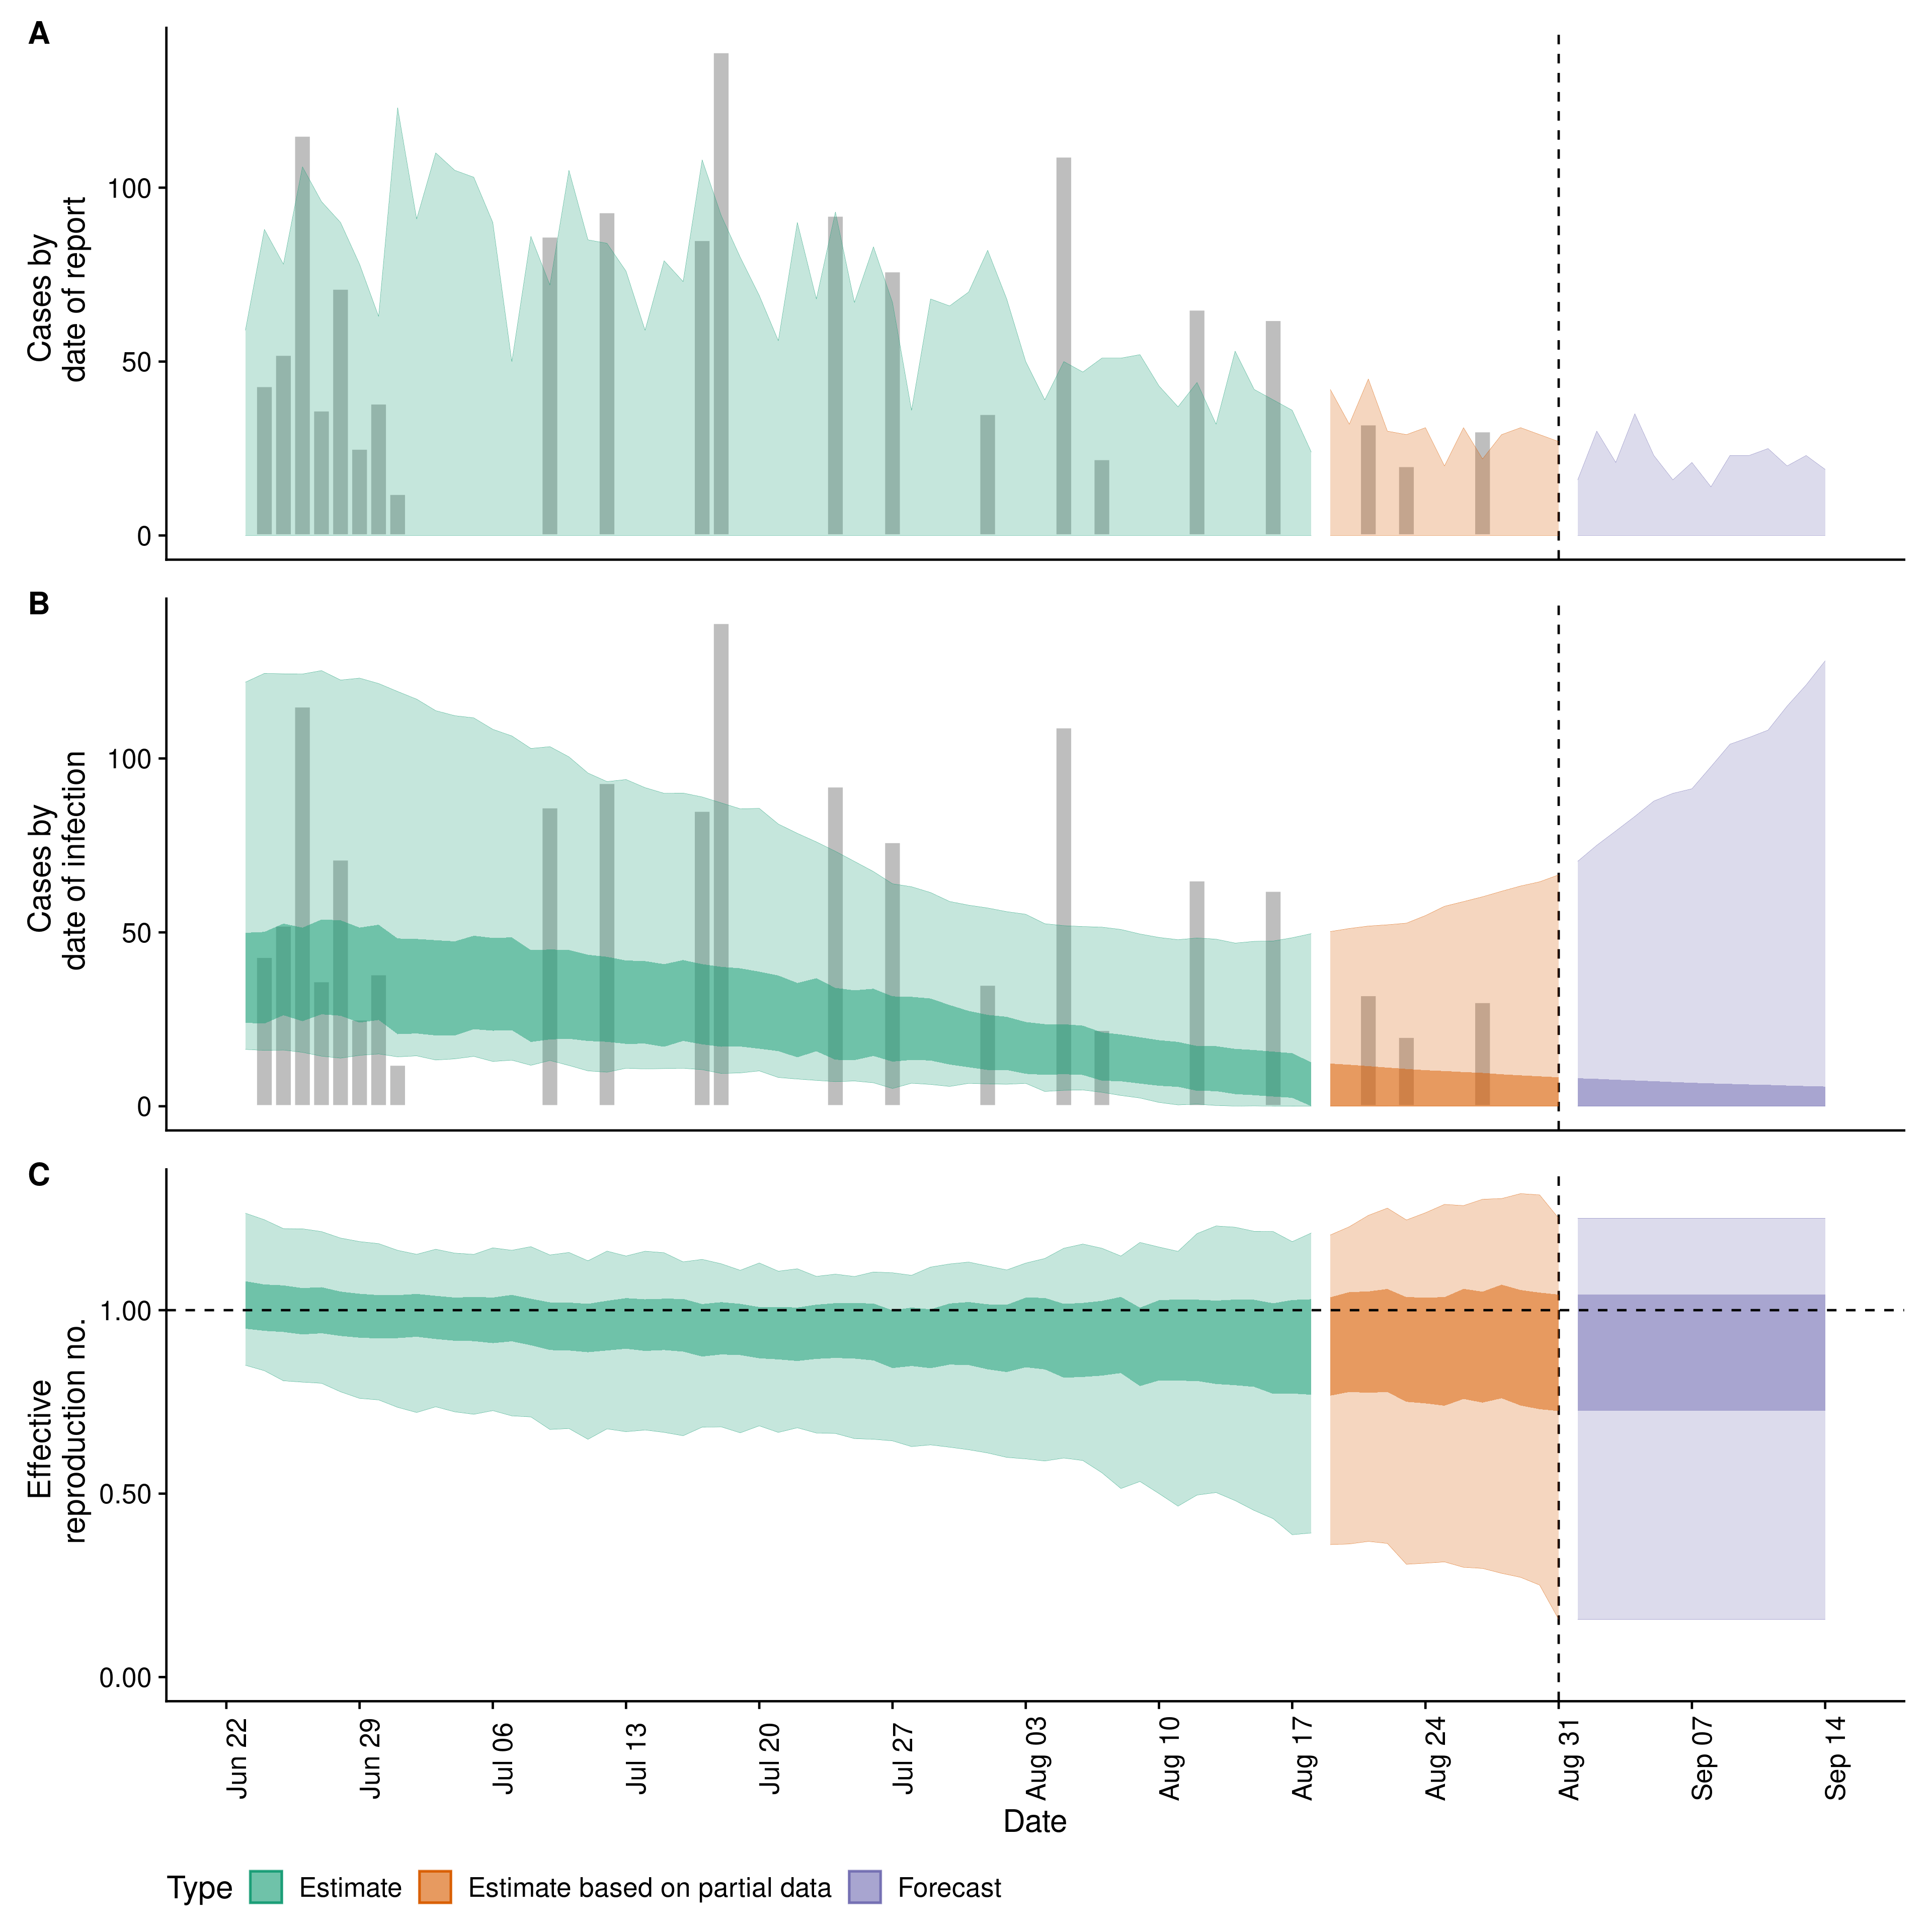 A
Cases by
date of report
100
50
0
B
Cases by
date of infection
100
50
0
C
Effective
reproduction no.
1.00
0.50
0.00
Jun 22
Jun 29
Jul 06
Jul 13
Jul 20
Jul 27
Aug 03
Aug 10
Aug 17
Aug 24
Aug 31
Sep 07
Sep 14
Date
Type Estimate Estimate based on partial data Forecast